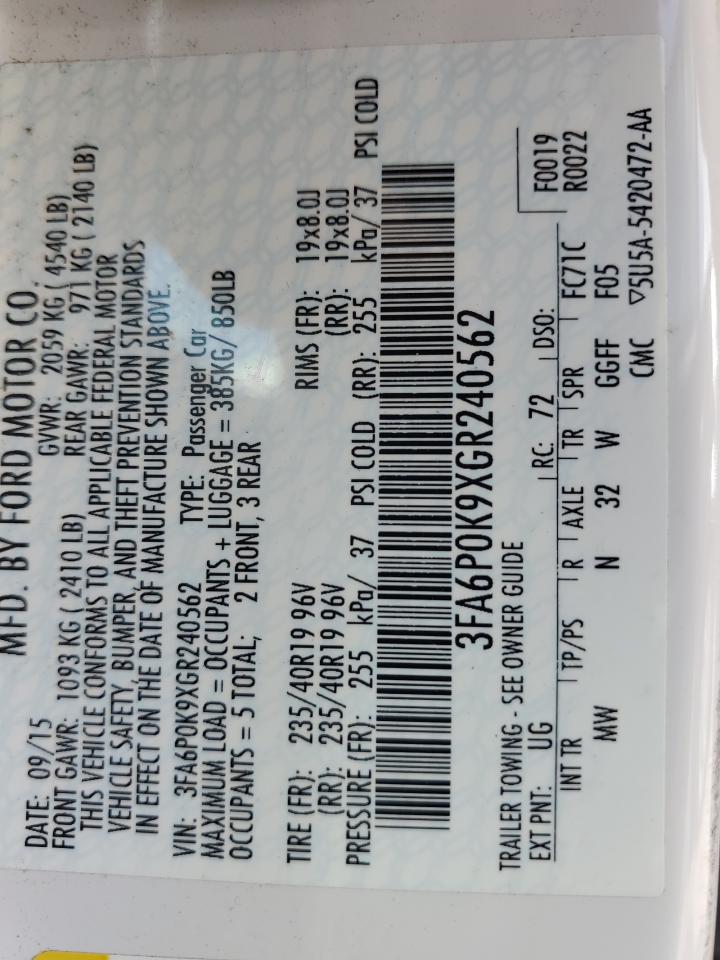 MFD. BY FORD MOTOR CO.
DATE: 09/15 GVWR: 2059 KG ( 4540 LB)
FRONT GAWR: 1093 KG ( 2410 LB) REAR GAWR: 971 KG ( 2140 LB)
THIS VEHICLE CONFORMS TO ALL APPLICABLE FEDERAL MOTOR
VEHICLE SAFETY, BUMPER, AND THEFT PREVENTION STANDARDS
IN EFFECT ON THE DATE OF MANUFACTURE SHOWN ABOVE.
VIN: 3FA6P0K9XGR240562 TYPE: Passenger Car
MAXIMUM LOAD = OCCUPANTS + LUGGAGE = 385KG/ 850LB
OCCUPANTS = 5 TOTAL; 2 FRONT, 3 REAR
TIRE (FR): 235/40R19 96V RIMS (FR): 19x8.0J
(RR): 235/40R19 96V (RR): 19x8.0J
PRESSURE (FR): 255 kPa/ 37 PSI COLD (RR): 255 kPa/ 37 PSI COLD
3FA6P0K9XGR240562
TRAILER TOWING - SEE OWNER GUIDE
EXT PNT: UG RC: 72 DSO: F0019
R0022
INT TR TP/PS R AXLE TR SPR FC71C
MW N 32 W GGFF F05
CMC ▽5U5A-5420472-AA